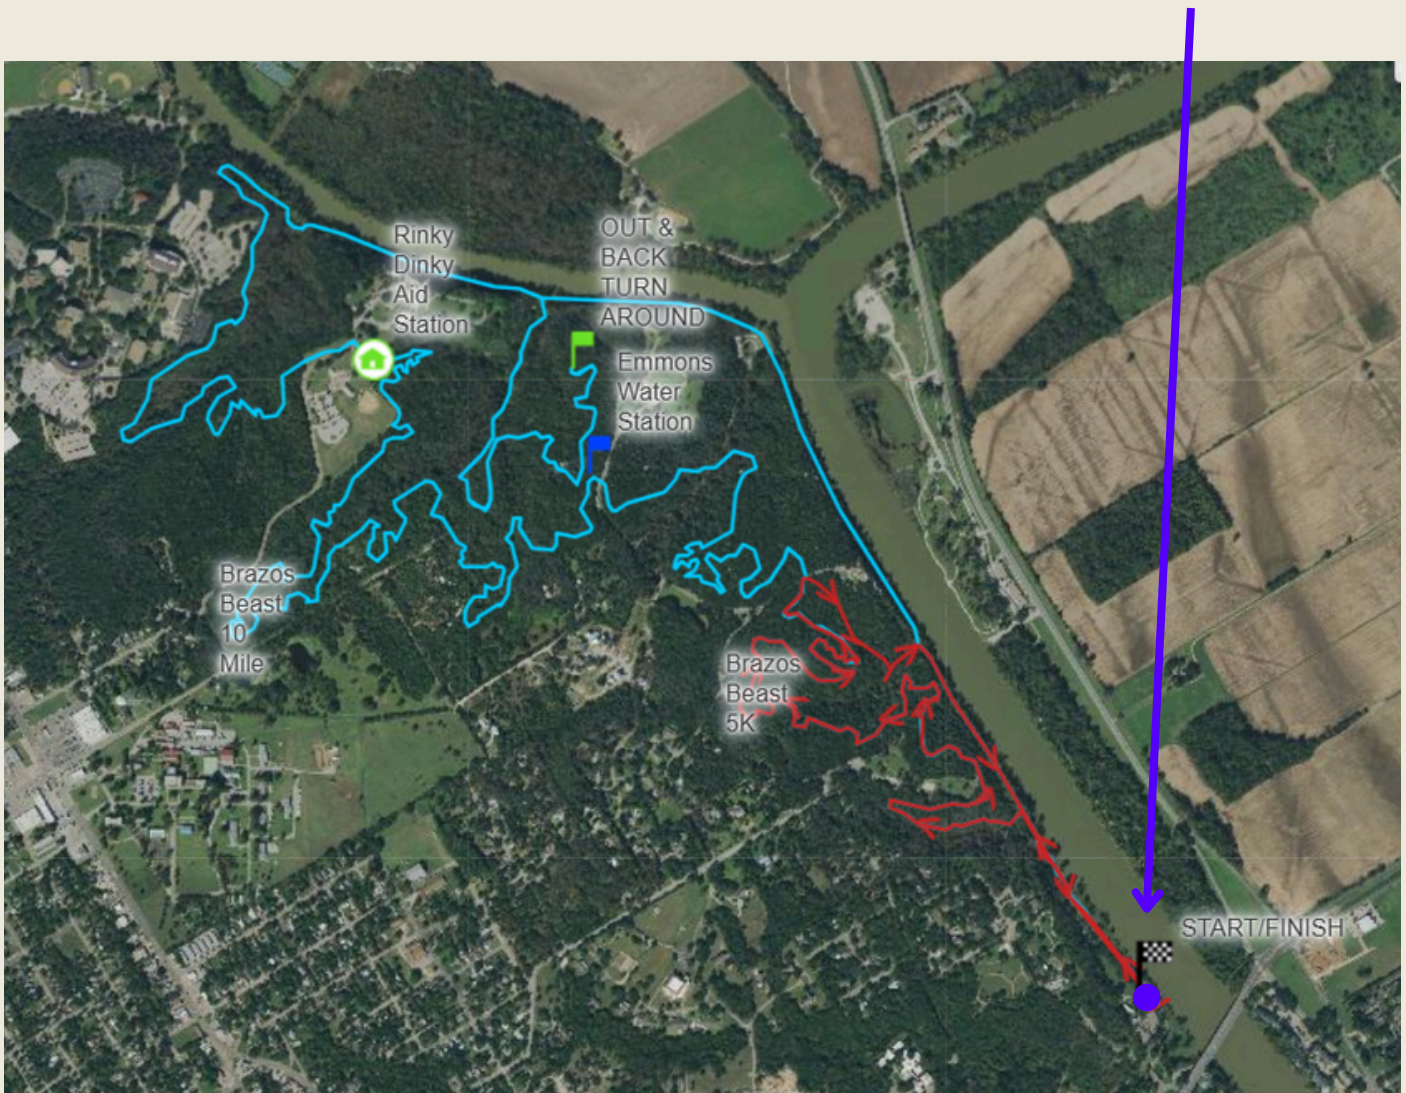 Rinky
Dinky
Aid
Station
OUT &
BACK
TURN
AROUND
Emmons
Water
Station
Brazos
Beast
10
Mile
Brazos
Beast
5K
START/FINISH